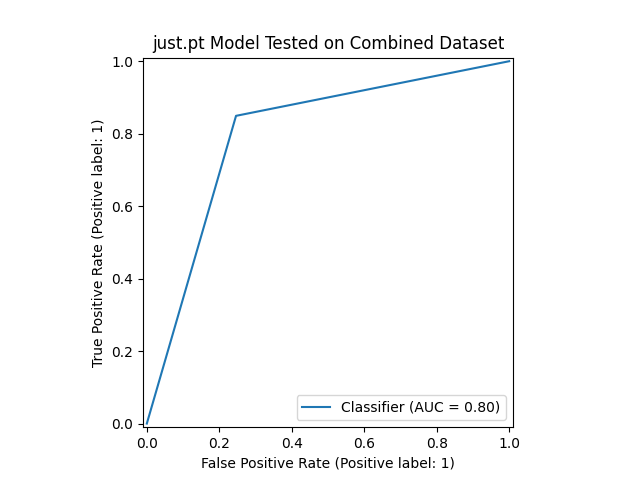 just.pt Model Tested on Combined Dataset
True Positive Rate (Positive label: 1)
1.0
0.8
0.6
0.4
0.2
0.0
Classifier (AUC = 0.80)
0.0 0.2 0.4 0.6 0.8 1.0
False Positive Rate (Positive label: 1)